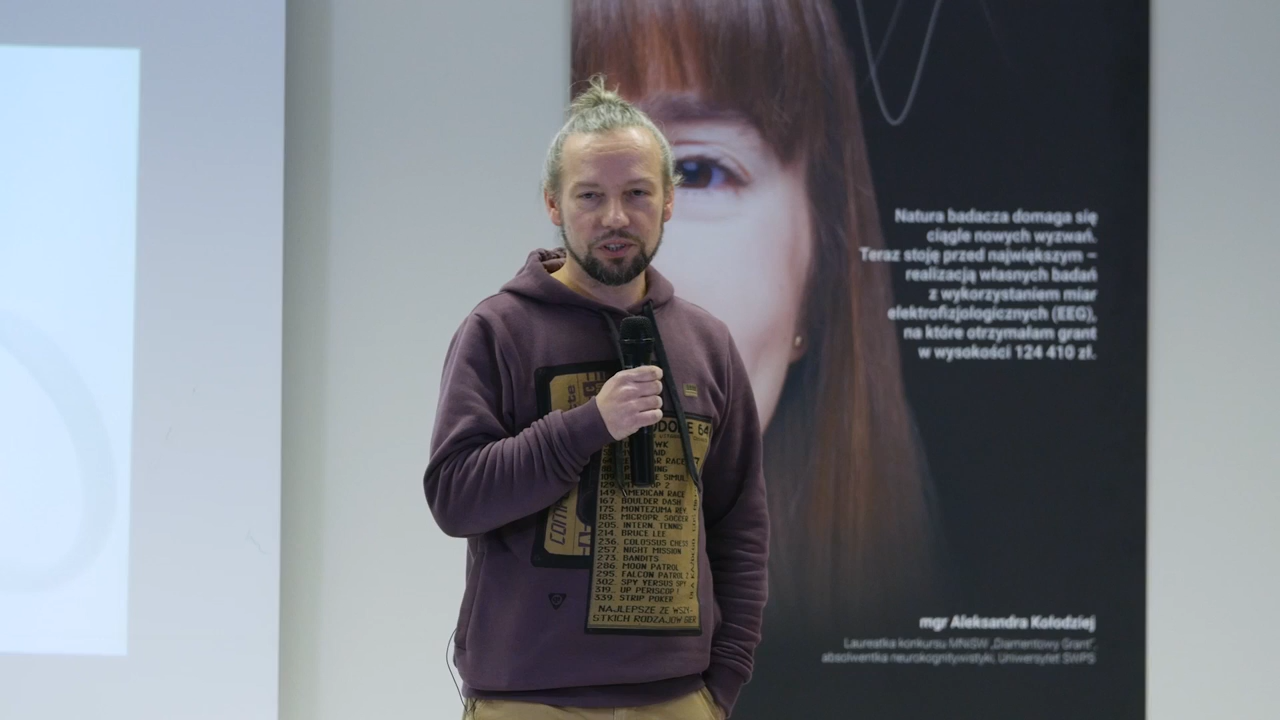 Natura badacza domaga się
ciągle nowych wyzwań.
Teraz stoję przed największym –
realizacją własnych badań
z wykorzystaniem miar
elektrofizjologicznych (EEG),
na które otrzymałam grant
w wysokości 124 410 zł.
mgr Aleksandra Kołodziej
Laureatka konkursu MNiSW „Diamentowy Grant",
absolwentka neurokognitywistyki, Uniwersytet SWPS
64
AMERICAN RACE
167. BOULDER DASH
175. MONTEZUMA REV
185. MICROPR. SOCCER
205. INTERN. TENNIS
214. BRUCE LEE
236. COLOSSUS CHESS
257. NIGHT MISSION
273. BANDITS
286. MOON PATROL
295. FALCON PATROL
302. SPY VERSUS SPY
319. UP PERISCOP!
339. STRIP POKER
NAJLEPSZE ZE WSZY-
STKICH RODZAJÓW GIER